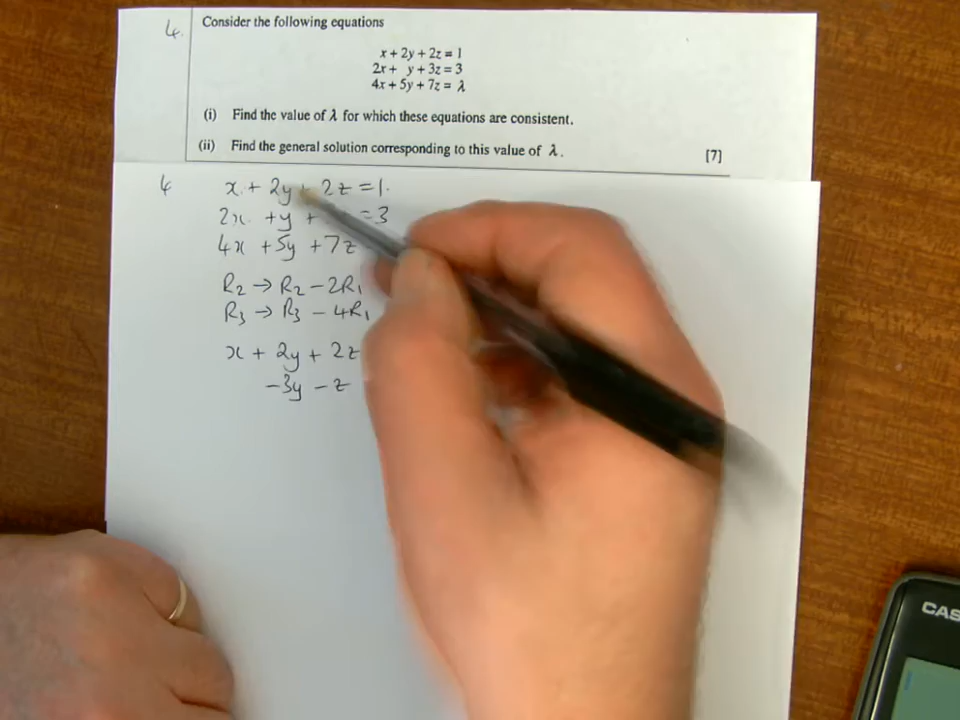 4.
Consider the following equations
x + 2y + 2z = 1
2x + y + 3z = 3
4x + 5y + 7z = λ
(i) Find the value of λ for which these equations are consistent.
(ii) Find the general solution corresponding to this value of λ.
[7]
4 x + 2y + 2z = 1.
2x + y + = 3
4x + 5y + 7z
R₂ → R₂ − 2R₁
R₃ → R₃ − 4R₁
x + 2y + 2z
−3y − z
CAS